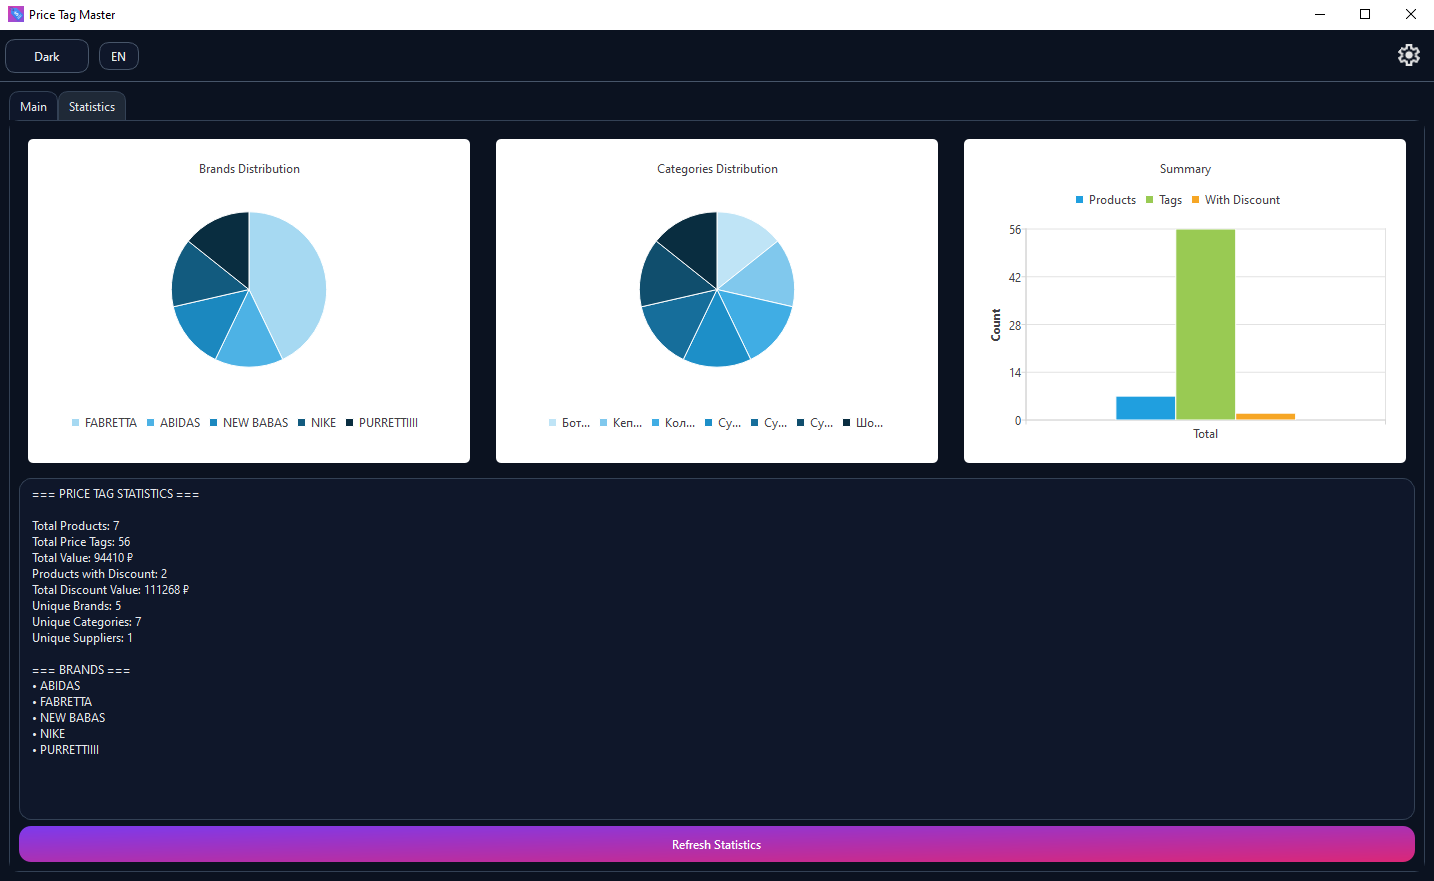 Price Tag Master
Dark
EN
Main
Statistics
Brands Distribution
FABRETTA
ABIDAS
NEW BABAS
NIKE
PURRETTIIII
Categories Distribution
Бот...
Кеп...
Кол...
Су...
Су...
Су...
Шо...
Summary
Products
Tags
With Discount
56
42
28
14
0
Count
Total
=== PRICE TAG STATISTICS ===
Total Products: 7
Total Price Tags: 56
Total Value: 94410 ₽
Products with Discount: 2
Total Discount Value: 111268 ₽
Unique Brands: 5
Unique Categories: 7
Unique Suppliers: 1
=== BRANDS ===
• ABIDAS
• FABRETTA
• NEW BABAS
• NIKE
• PURRETTIIII
Refresh Statistics